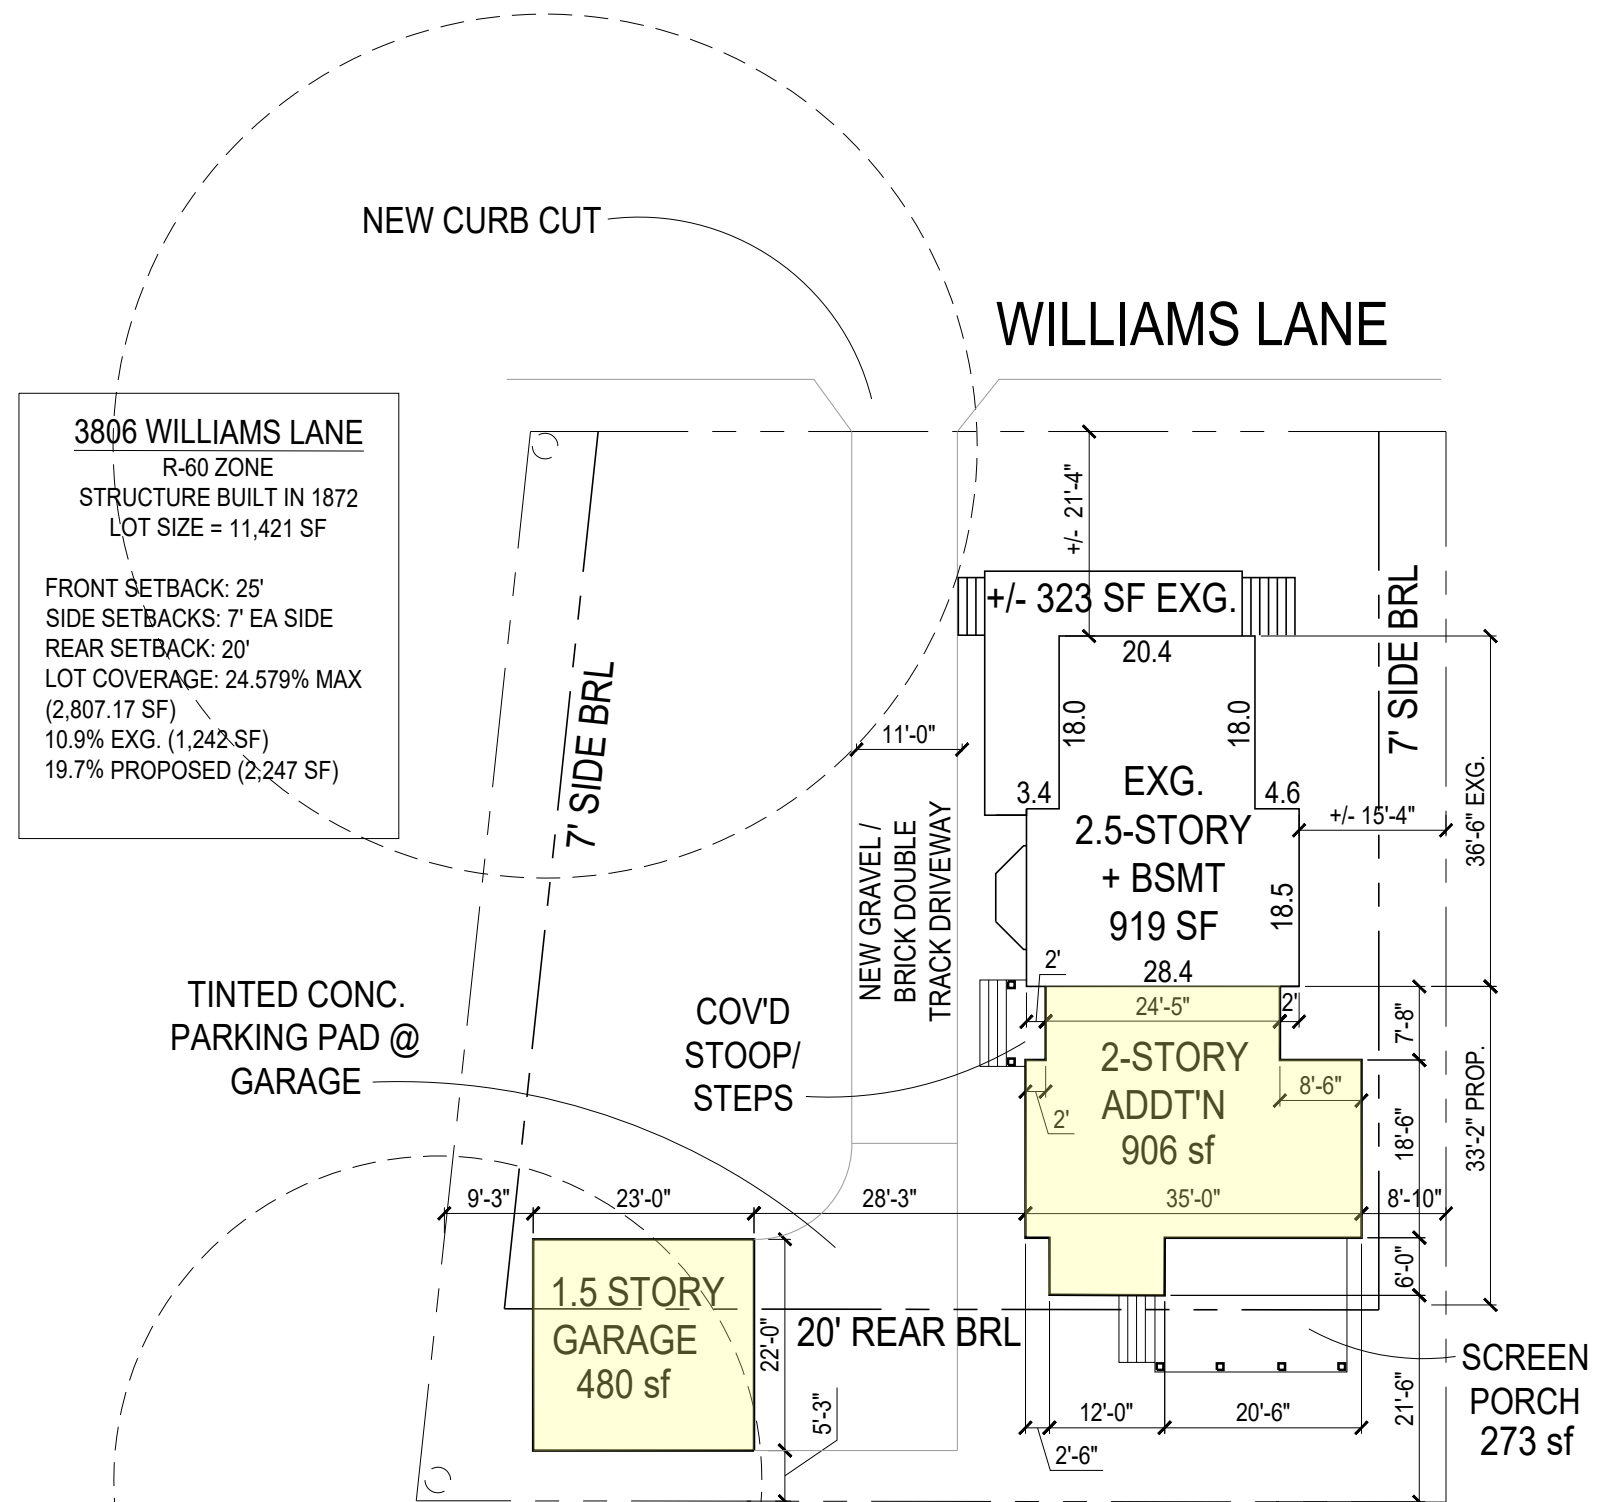 NEW CURB CUT
WILLIAMS LANE
3806 WILLIAMS LANE
R-60 ZONE
STRUCTURE BUILT IN 1872
LOT SIZE = 11,421 SF
FRONT SETBACK: 25'
SIDE SETBACKS: 7' EA SIDE
REAR SETBACK: 20'
LOT COVERAGE: 24.579% MAX
(2,807.17 SF)
10.9% EXG. (1,242 SF)
19.7% PROPOSED (2,247 SF)
7' SIDE BRL
+/- 21'-4"
7' SIDE BRL
+/- 323 SF EXG.
20.4
18.0
18.0
11'-0"
3.4
4.6
EXG.
2.5-STORY
+ BSMT
919 SF
+/- 15'-4"
36'-6" EXG.
18.5
28.4
NEW GRAVEL /
BRICK DOUBLE
TRACK DRIVEWAY
2'
24'-5"
2'
7'-8"
TINTED CONC.
PARKING PAD @
GARAGE
COV'D
STOOP/
STEPS
2-STORY
ADDT'N
906 sf
8'-6"
2'
18'-6"
33'-2" PROP.
9'-3"
23'-0"
28'-3"
35'-0"
8'-10"
6'-0"
1.5 STORY
GARAGE
480 sf
22'-0"
20' REAR BRL
5'-3"
SCREEN
PORCH
273 sf
21'-6"
12'-0"
20'-6"
2'-6"